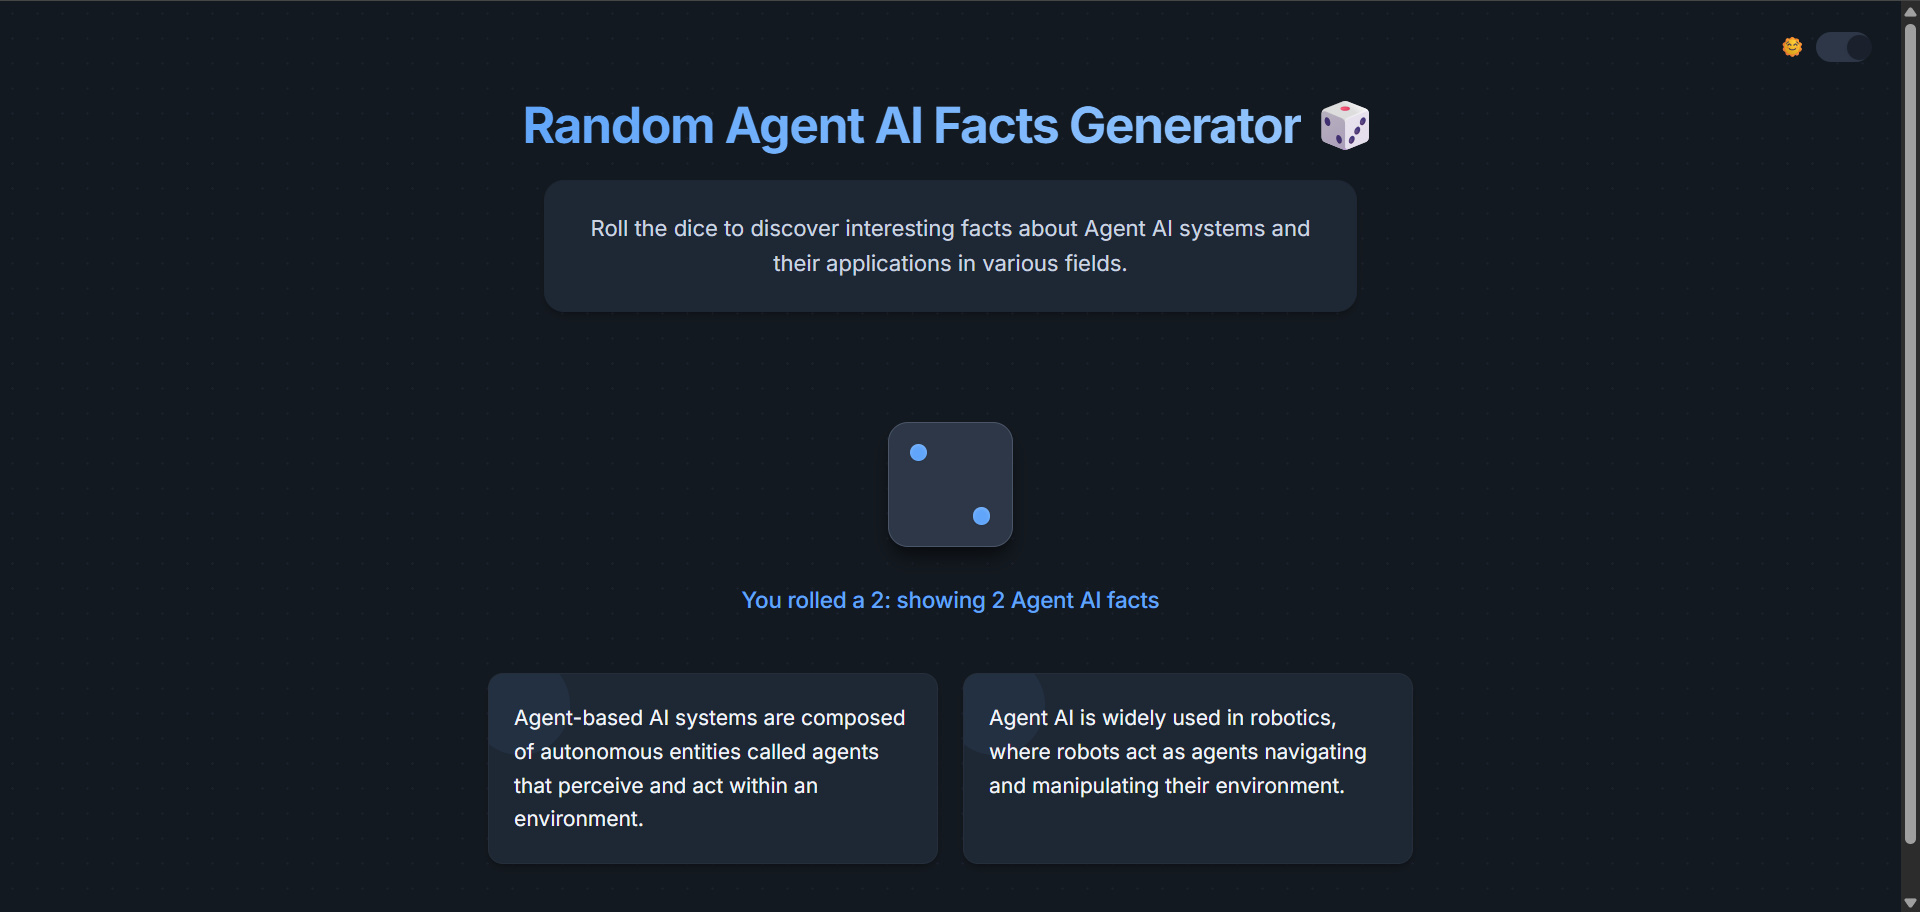 Random Agent AI Facts Generator
Roll the dice to discover interesting facts about Agent AI systems and
their applications in various fields.
You rolled a 2: showing 2 Agent AI facts
Agent-based AI systems are composed
of autonomous entities called agents
that perceive and act within an
environment.
Agent AI is widely used in robotics,
where robots act as agents navigating
and manipulating their environment.